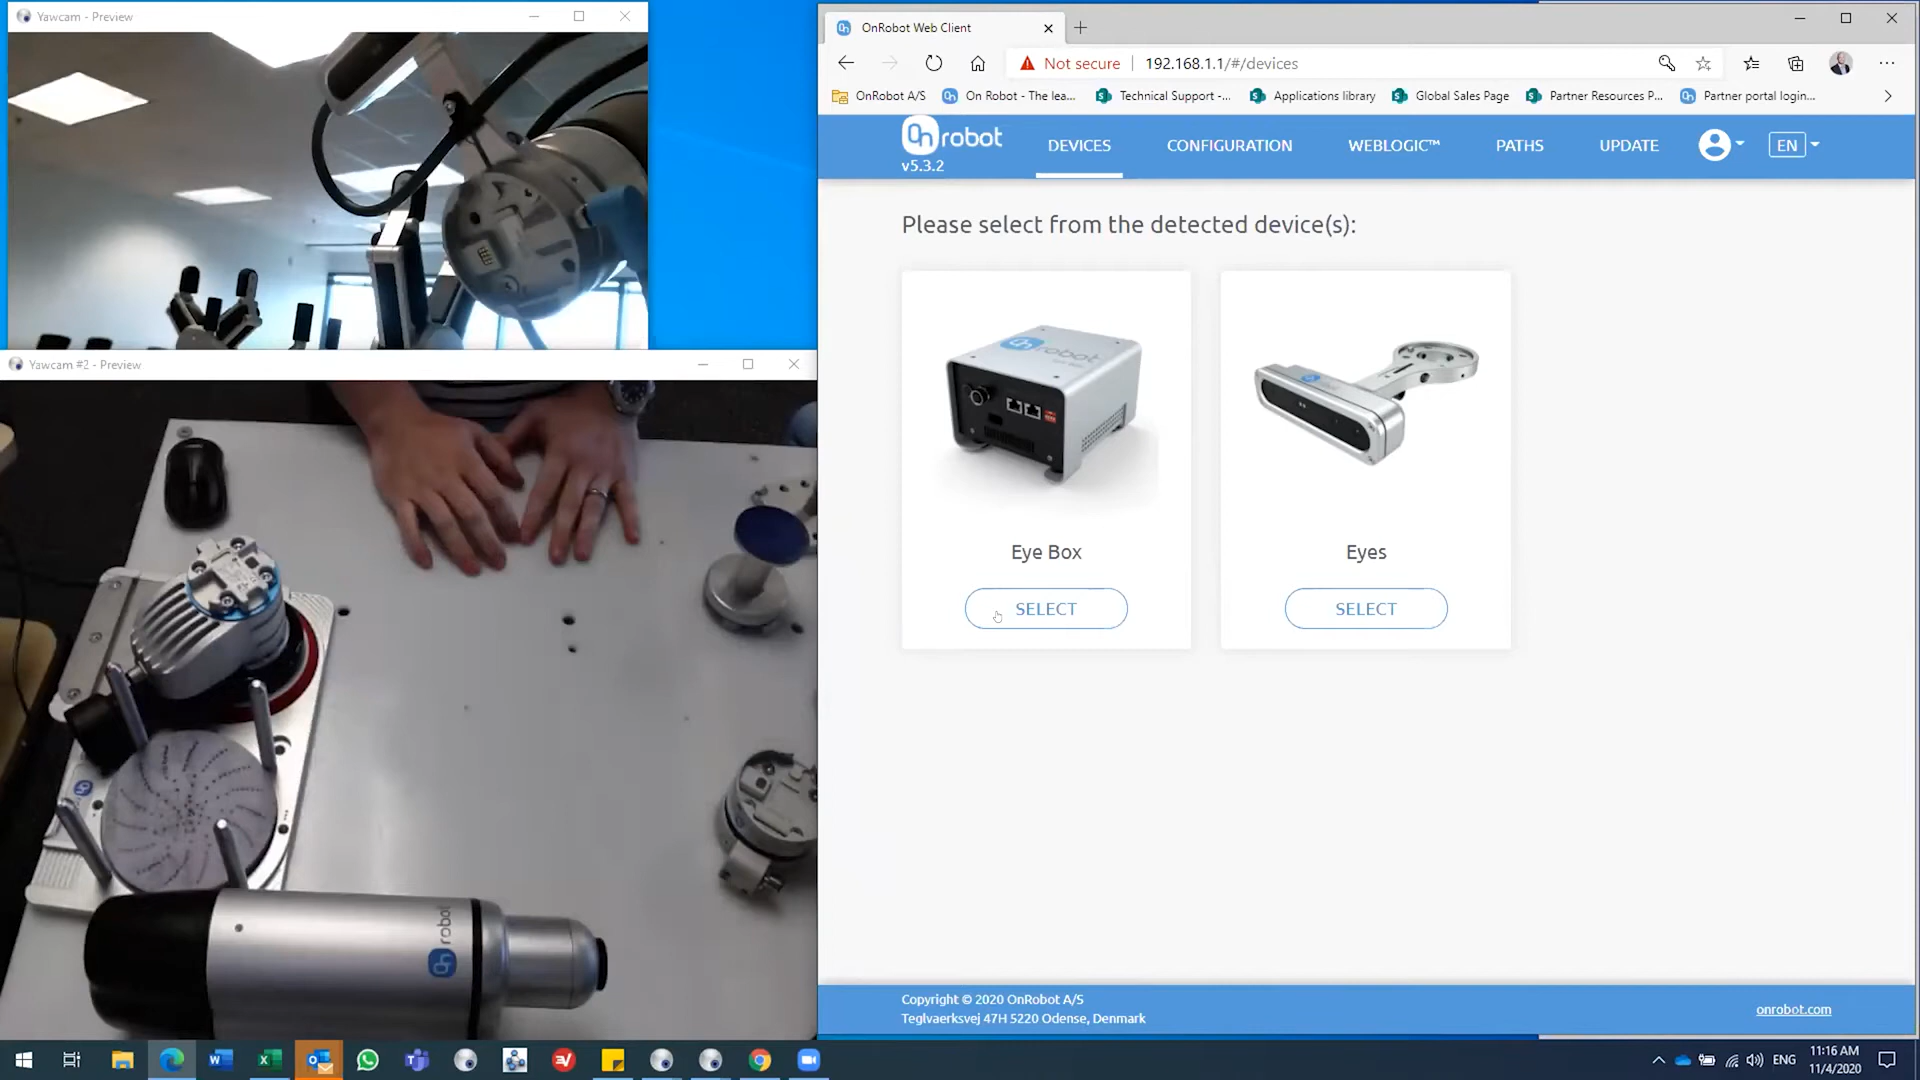 Yawcam - Preview
Yawcam #2 - Preview
robot
OnRobot Web Client
Not secure
192.168.1.1/#/devices
OnRobot A/S
On Robot - The lea...
Technical Support -...
Applications library
Global Sales Page
Partner Resources P...
Partner portal login...
On robot
v5.3.2
DEVICES
CONFIGURATION
WEBLOGIC™
PATHS
UPDATE
EN
Please select from the detected device(s):
robot
Eye Box
SELECT
Eyes
SELECT
Copyright © 2020 OnRobot A/S
Teglvaerksvej 47H 5220 Odense, Denmark
onrobot.com
ENG
11:16 AM
11/4/2020